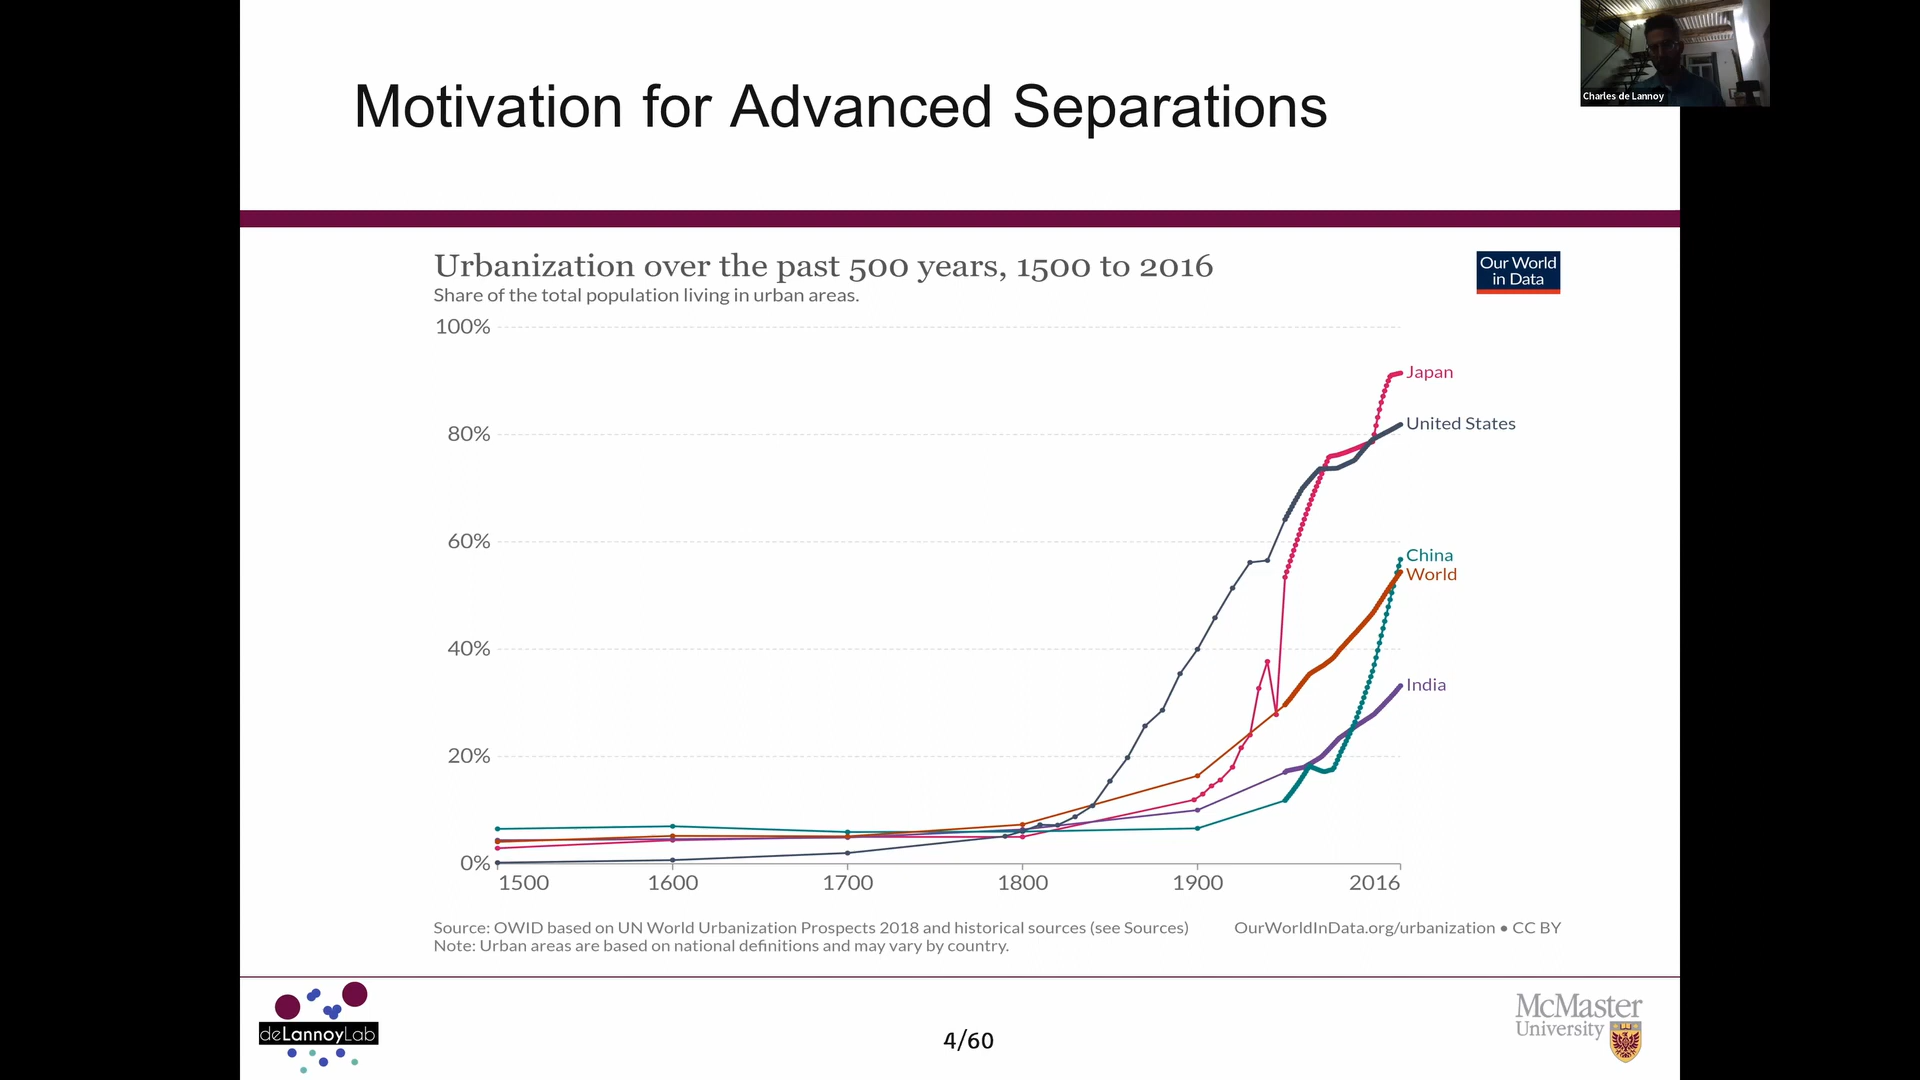 Motivation for Advanced Separations
Charles de Lannoy
Urbanization over the past 500 years, 1500 to 2016
Share of the total population living in urban areas.
Our World
in Data
100%
80%
60%
40%
20%
0%
Japan
United States
China
World
India
1500 1600 1700 1800 1900 2016
Source: OWID based on UN World Urbanization Prospects 2018 and historical sources (see Sources) OurWorldInData.org/urbanization • CC BY
Note: Urban areas are based on national definitions and may vary by country.
deLannoyLab
4/60
McMaster
University